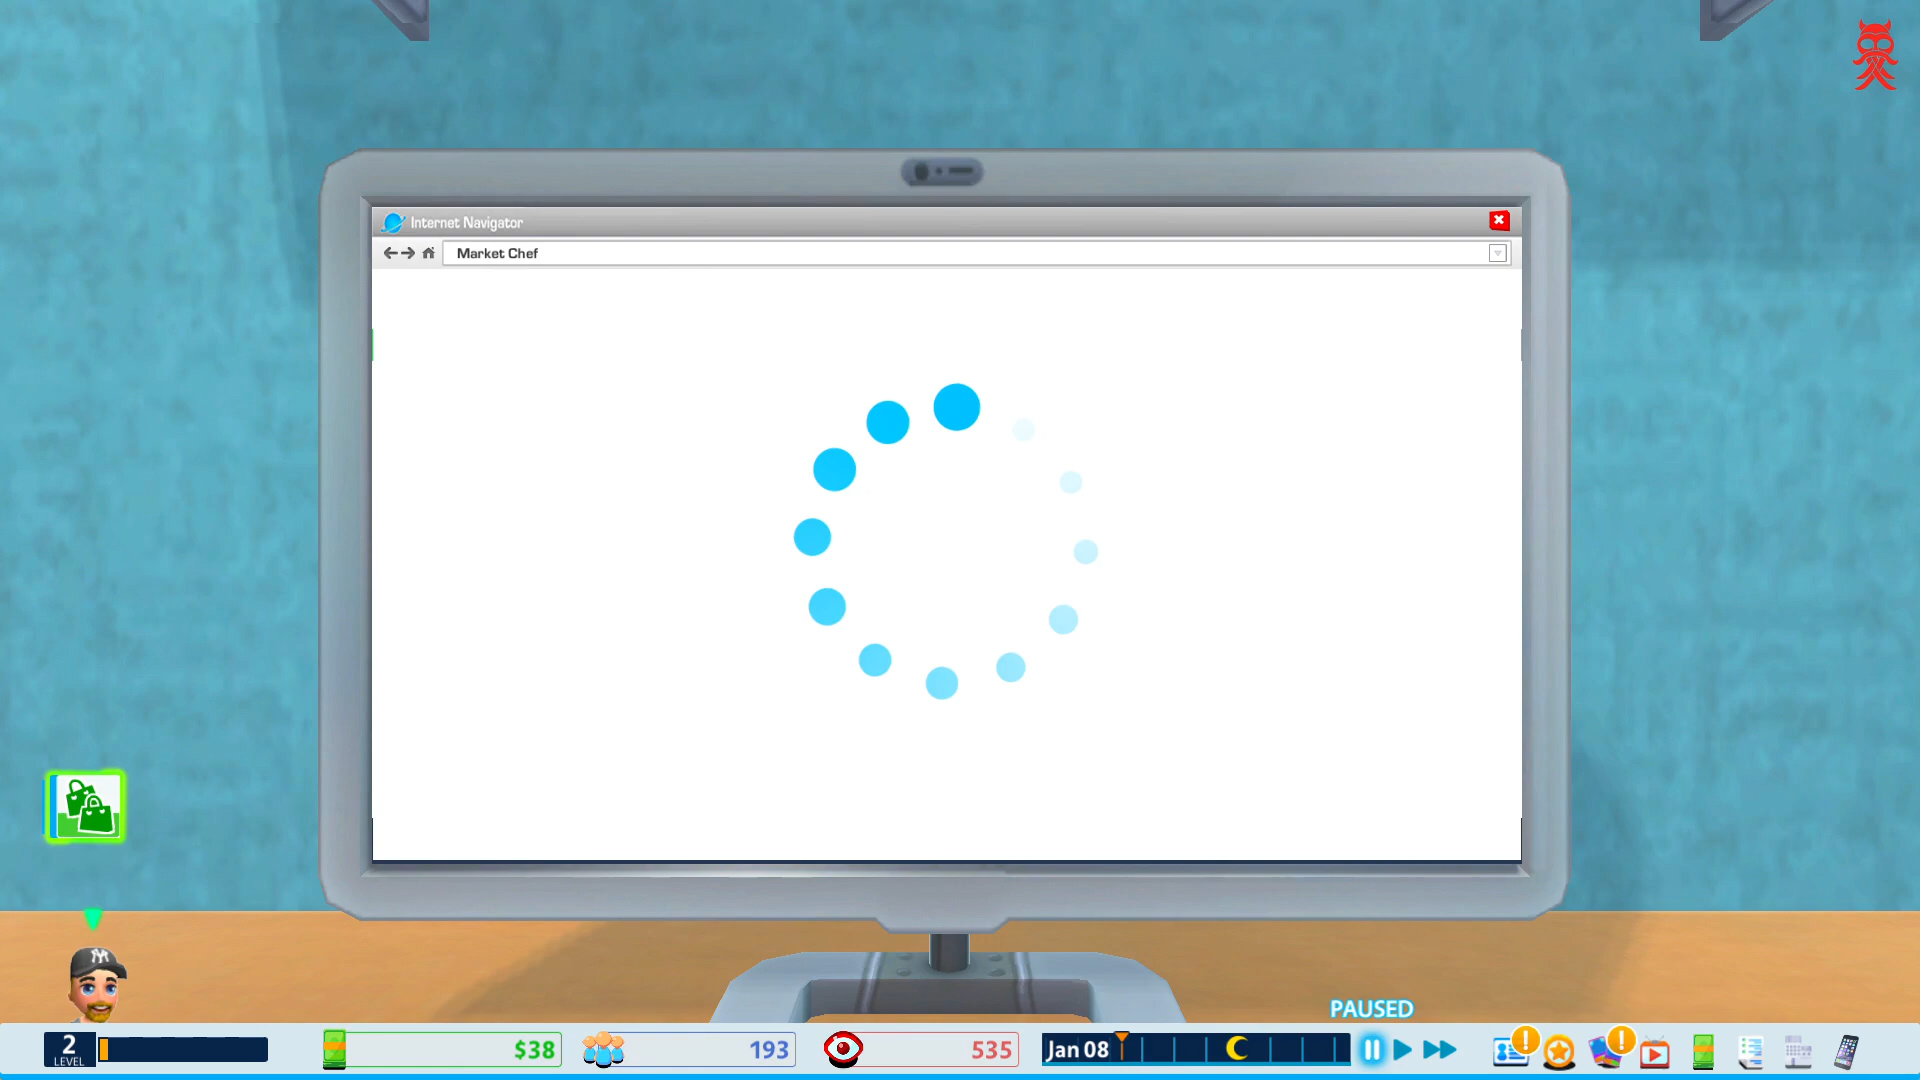 Internet Navigator
Market Chef
PAUSED
2
LEVEL
$38
193
535
Jan 08